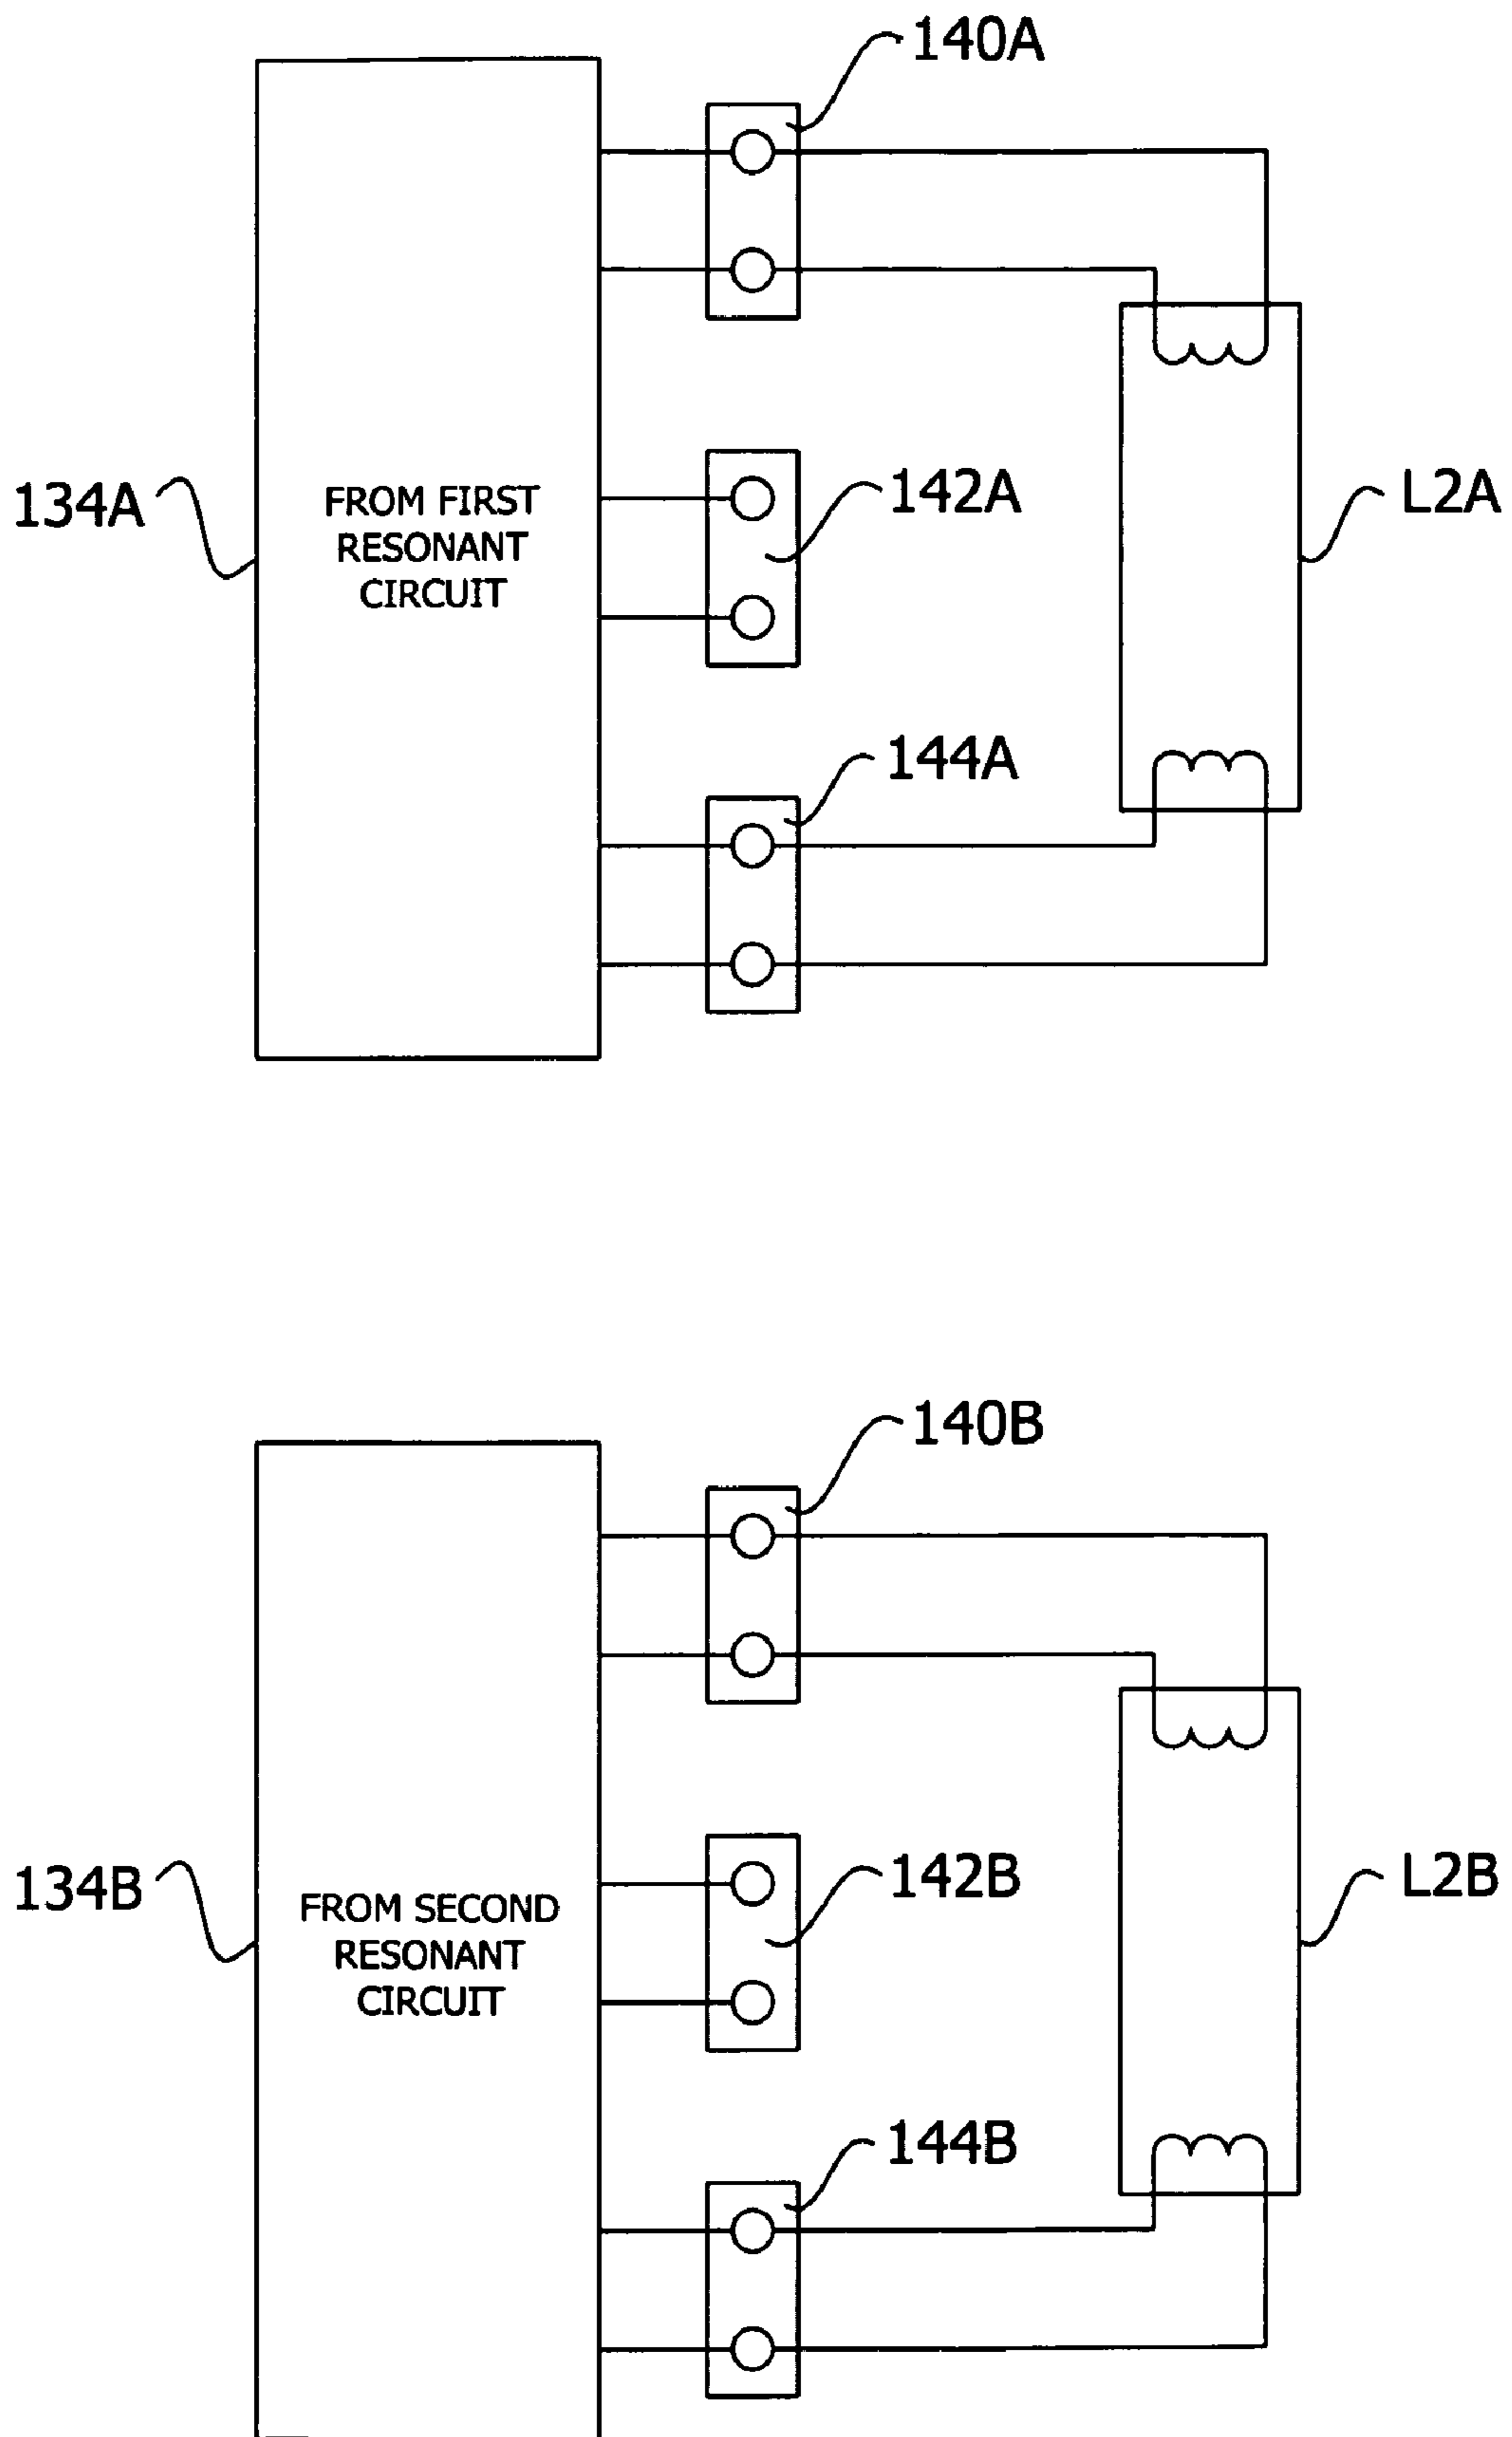 140A
134A
FROM FIRST
RESONANT
CIRCUIT
142A
L2A
144A
140B
134B
FROM SECOND
RESONANT
CIRCUIT
142B
L2B
144B